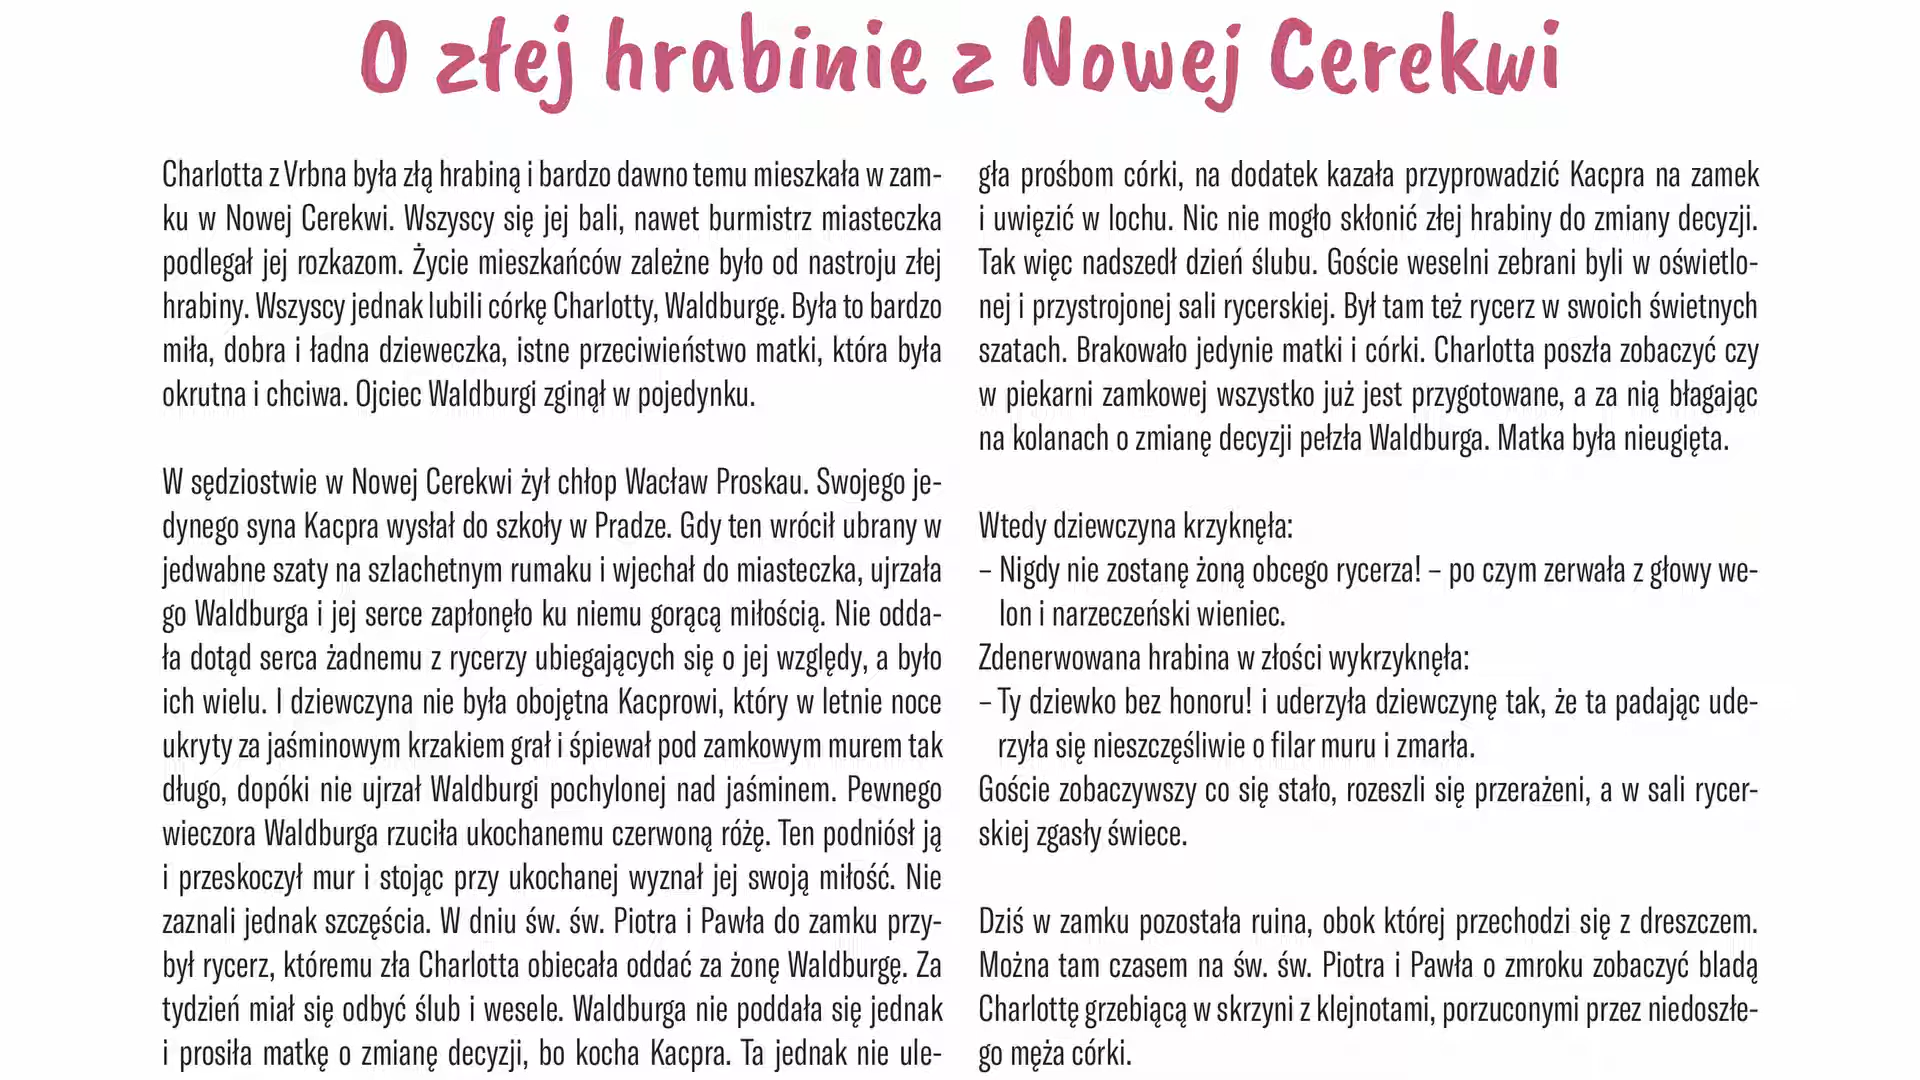 O złej hrabinie z Nowej Cerekwi
Charlotta z Vrbna była złą hrabiną i bardzo dawno temu mieszkała w zam-
ku w Nowej Cerekwi. Wszyscy się jej bali, nawet burmistrz miasteczka
podlegał jej rozkazom. Życie mieszkańców zależne było od nastroju złej
hrabiny. Wszyscy jednak lubili córkę Charlotty, Waldburgę. Była to bardzo
miła, dobra i ładna dzieweczka, istne przeciwieństwo matki, która była
okrutna i chciwa. Ojciec Waldburgi zginął w pojedynku.
W sędziostwie w Nowej Cerekwi żył chłop Wacław Proskau. Swojego je-
dynego syna Kacpra wysłał do szkoły w Pradze. Gdy ten wrócił ubrany w
jedwabne szaty na szlachetnym rumaku i wjechał do miasteczka, ujrzała
go Waldburga i jej serce zapłonęło ku niemu gorącą miłością. Nie odda-
ła dotąd serca żadnemu z rycerzy ubiegających się o jej względy, a było
ich wielu. I dziewczyna nie była obojętna Kacprowi, który w letnie noce
ukryty za jaśminowym krzakiem grał i śpiewał pod zamkowym murem tak
długo, dopóki nie ujrzał Waldburgi pochylonej nad jaśminem. Pewnego
wieczora Waldburga rzuciła ukochanemu czerwoną różę. Ten podniósł ją
i przeskoczył mur i stojąc przy ukochanej wyznał jej swoją miłość. Nie
zaznali jednak szczęścia. W dniu św. św. Piotra i Pawła do zamku przy-
był rycerz, któremu zła Charlotta obiecała oddać za żonę Waldburgę. Za
tydzień miał się odbyć ślub i wesele. Waldburga nie poddała się jednak
i prosiła matkę o zmianę decyzji, bo kocha Kacpra. Ta jednak nie ule-
gła prośbom córki, na dodatek kazała przyprowadzić Kacpra na zamek
i uwięzić w lochu. Nic nie mogło skłonić złej hrabiny do zmiany decyzji.
Tak więc nadszedł dzień ślubu. Goście weselni zebrani byli w oświetlo-
nej i przystrojonej sali rycerskiej. Był tam też rycerz w swoich świetnych
szatach. Brakowało jedynie matki i córki. Charlotta poszła zobaczyć czy
w piekarni zamkowej wszystko już jest przygotowane, a za nią błagając
na kolanach o zmianę decyzji pełzła Waldburga. Matka była nieugięta.
Wtedy dziewczyna krzyknęła:
– Nigdy nie zostanę żoną obcego rycerza! – po czym zerwała z głowy we-
lon i narzeczeński wieniec.
Zdenerwowana hrabina w złości wykrzyknęła:
– Ty dziewko bez honoru! i uderzyła dziewczynę tak, że ta padając ude-
rzyła się nieszczęśliwie o filar muru i zmarła.
Goście zobaczywszy co się stało, rozeszli się przerażeni, a w sali rycer-
skiej zgasły świece.
Dziś w zamku pozostała ruina, obok której przechodzi się z dreszczem.
Można tam czasem na św. św. Piotra i Pawła o zmroku zobaczyć bladą
Charlottę grzebiącą w skrzyni z klejnotami, porzuconymi przez niedoszłe-
go męża córki.